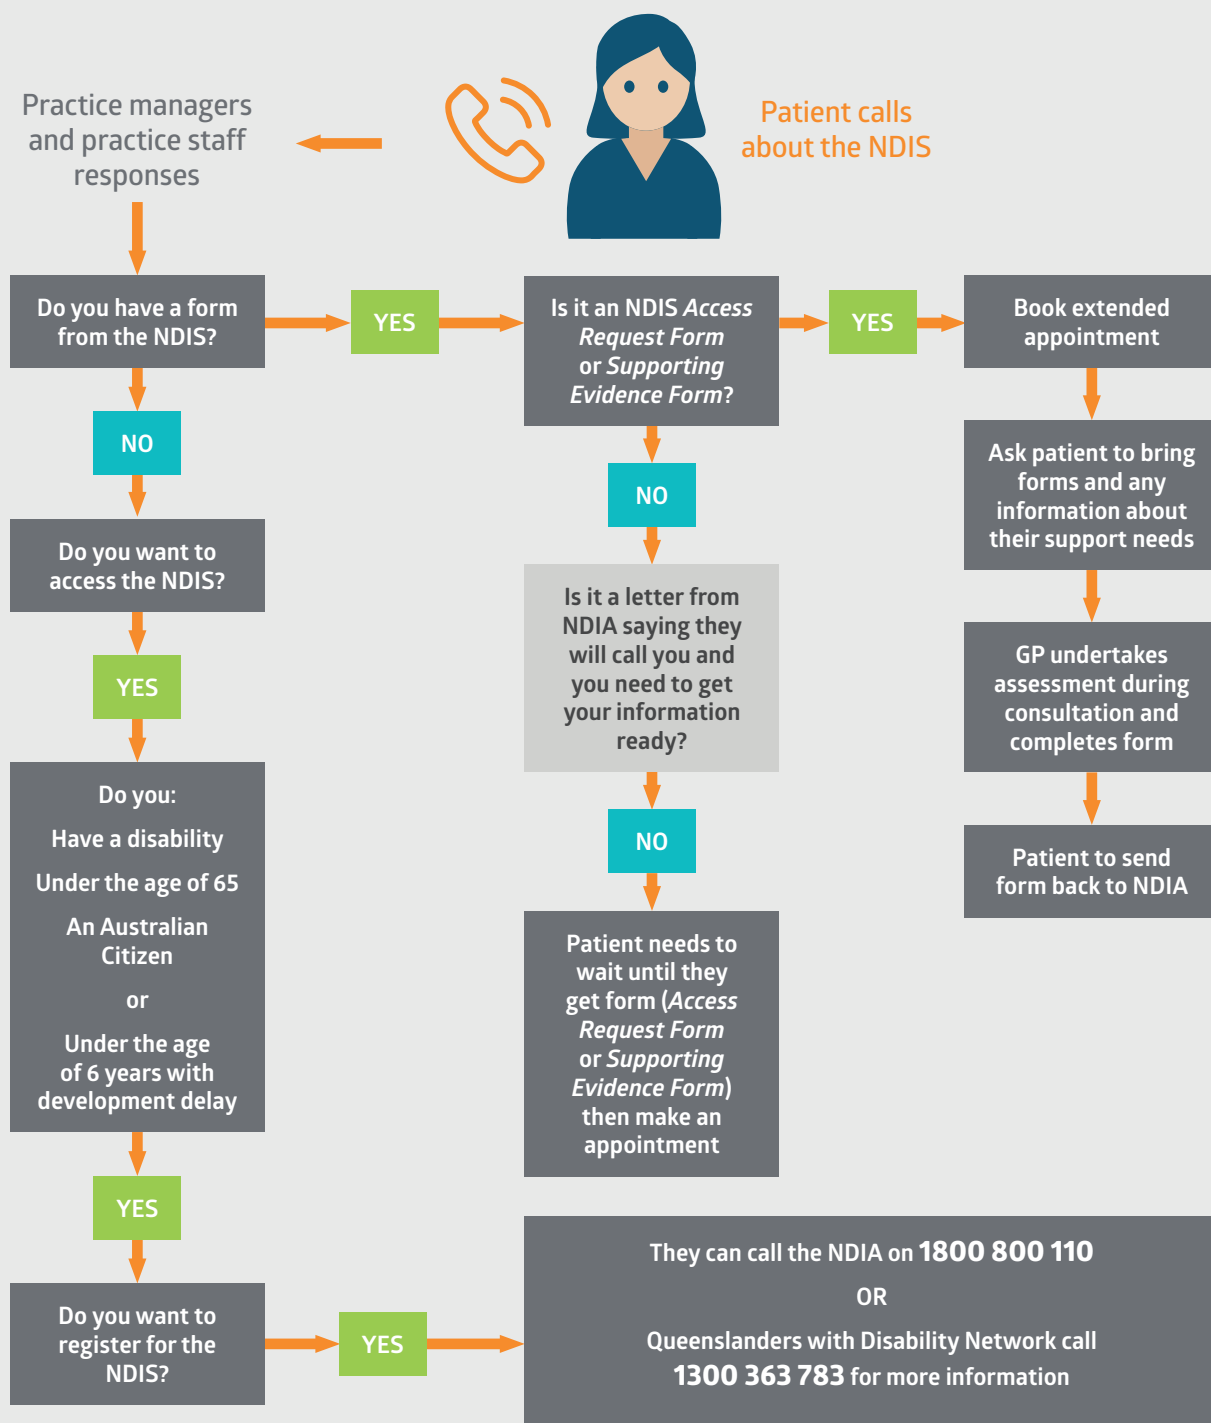 Practice managers
and practice staff
responses
Patient calls
about the NDIS
Do you have a form
from the NDIS?
YES
Is it an NDIS Access
Request Form
or Supporting
Evidence Form?
YES
Book extended
appointment
NO
Do you want to
access the NDIS?
YES
Do you:
Have a disability
Under the age of 65
An Australian
Citizen
or
Under the age
of 6 years with
development delay
YES
Do you want to
register for the
NDIS?
YES
NO
Is it a letter from
NDIA saying they
will call you and
you need to get
your information
ready?
NO
Patient needs to
wait until they
get form (Access
Request Form
or Supporting
Evidence Form)
then make an
appointment
Ask patient to bring
forms and any
information about
their support needs
GP undertakes
assessment during
consultation and
completes form
Patient to send
form back to NDIA
They can call the NDIA on 1800 800 110
OR
Queenslanders with Disability Network call
1300 363 783 for more information